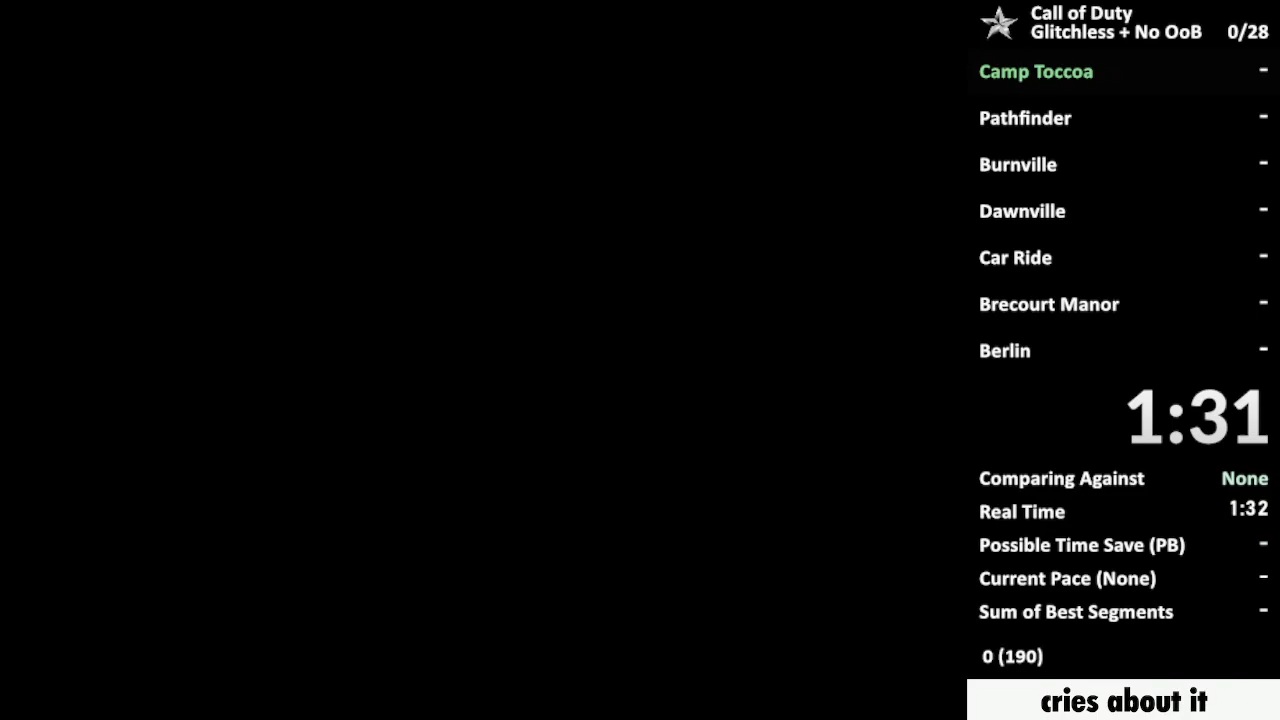 Call of Duty
Glitchless + No OoB 0/28
Camp Toccoa -
Pathfinder -
Burnville -
Dawnville -
Car Ride -
Brecourt Manor -
Berlin -
1:31
Comparing Against None
Real Time 1:32
Possible Time Save (PB) -
Current Pace (None) -
Sum of Best Segments -
0 (190)
cries about it